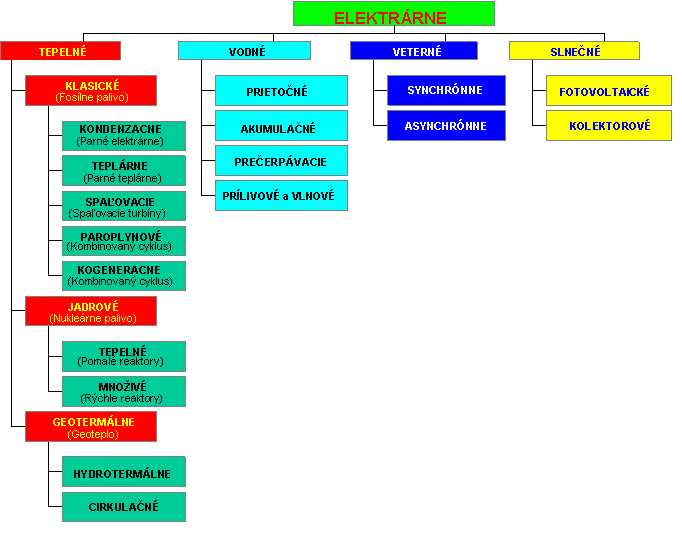 ELEKTRÁRNE
TEPELNÉ
VODNÉ
VETERNÉ
SLNEČNÉ
KLASICKÉ
(Fosílne palivo)
KONDENZACNE
(Parné elektrárne)
TEPLÁRNE
(Parné teplárne)
SPAĽOVACIE
(Spaľovacie turbíny)
PAROPLYNOVÉ
(Kombinovaný cyklus)
KOGENERACNE
(Kombinovaný cyklus)
JADROVÉ
(Nukleárne palivo)
TEPELNÉ
(Pomalé reaktory)
MNOŽIVÉ
(Rýchle reaktory)
GEOTERMÁLNE
(Geoteplo)
HYDROTERMÁLNE
CIRKULAČNÉ
PRIETOČNÉ
AKUMULAČNÉ
PREČERPÁVACIE
PRÍLIVOVÉ a VLNOVÉ
SYNCHRÓNNE
ASYNCHRÓNNE
FOTOVOLTAICKÉ
KOLEKTOROVÉ